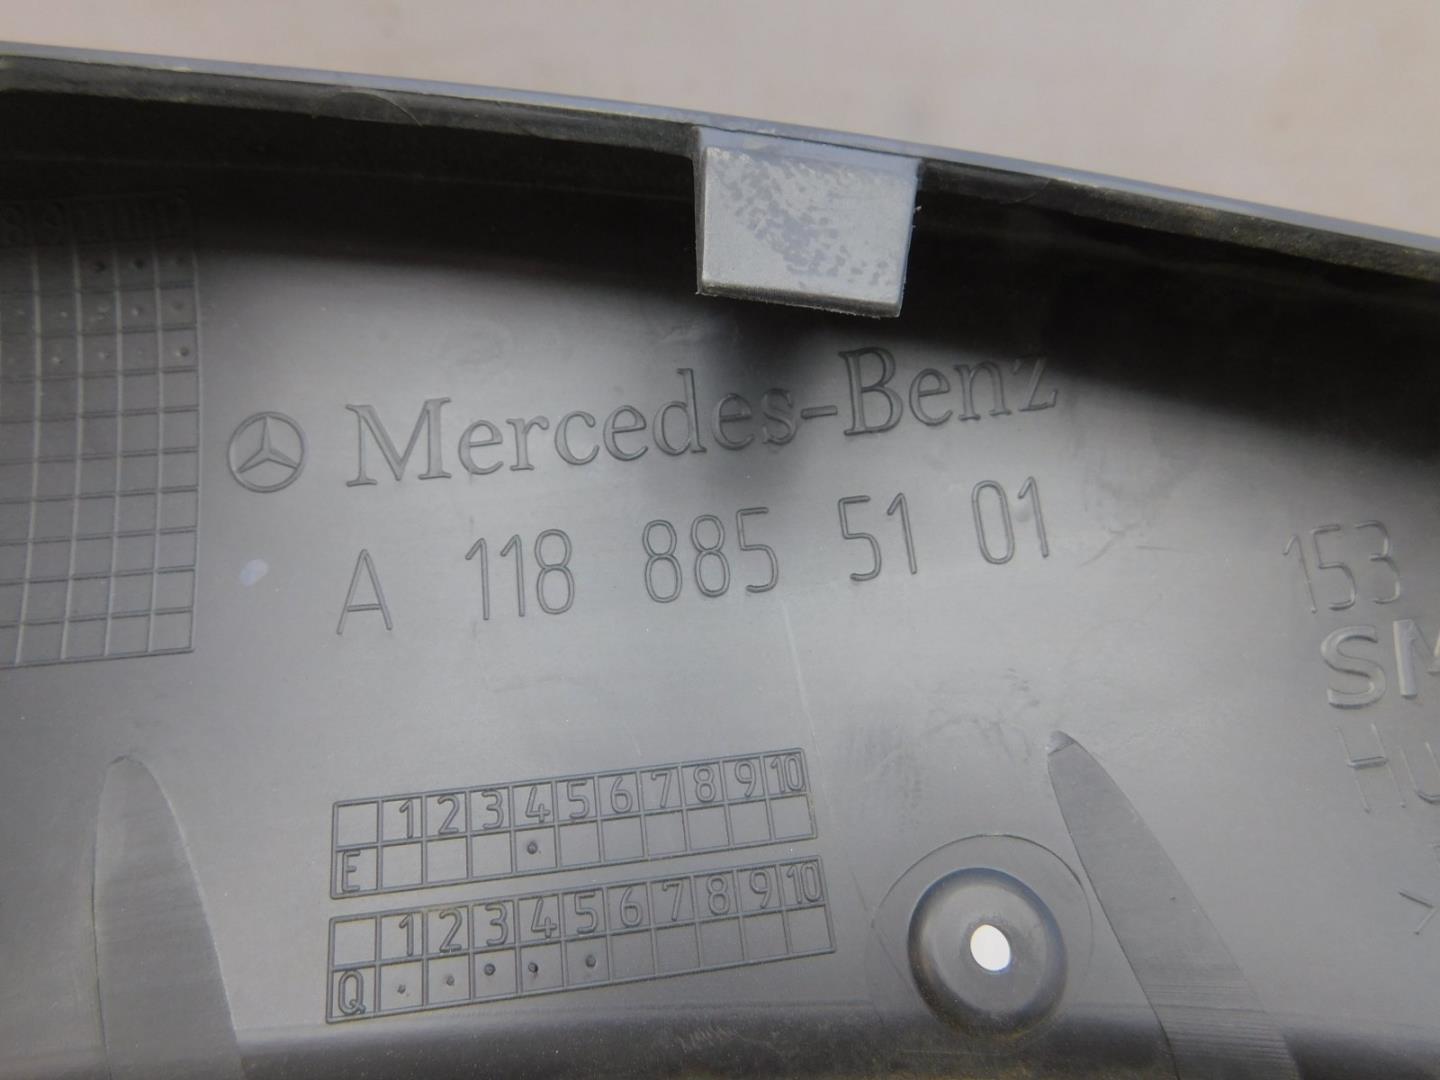 Mercedes-Benz
A 118 885 51 01
153
1 2 3 4 5 6 7 8 9 10
E
1 2 3 4 5 6 7 8 9 10
Q